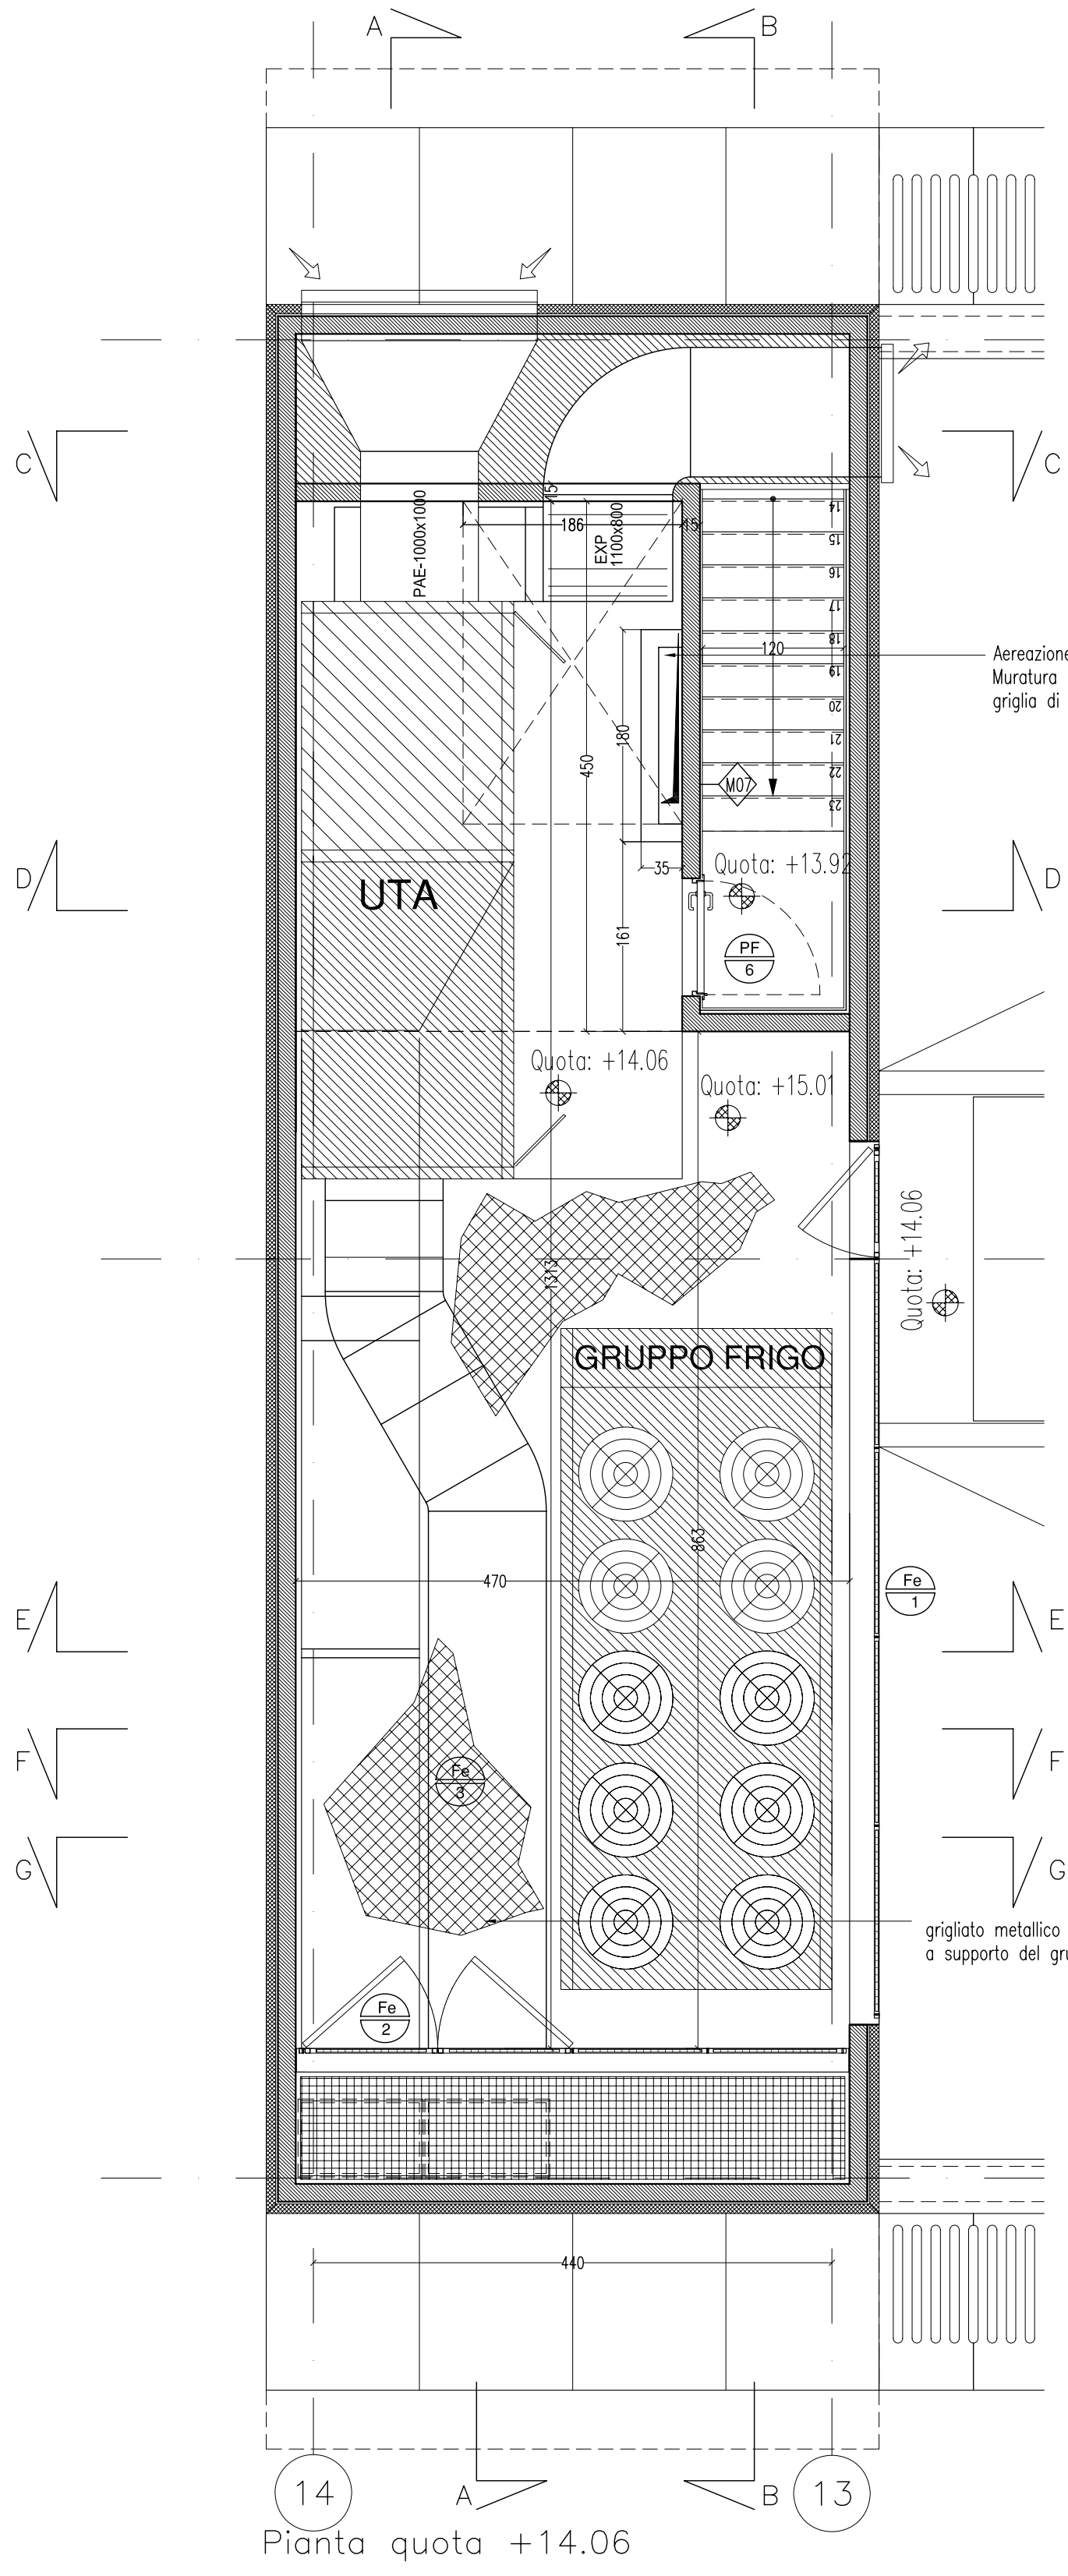 A
B
C
C
PAE-1000x1000
15
186
EXP
1100x800
15
14
15
16
17
18
19
20
21
22
23
120
Aereazione
Muratura
griglia di
180
450
M07
D
D
UTA
35
Quota: +13.92
161
PF
6
Quota: +14.06
Quota: +15.01
Quota: +14.06
1313
GRUPPO FRIGO
863
470
Fe
1
E
E
F
F
Fe
3
G
G
grigliato metallico
a supporto del gru
Fe
2
440
14
A
B
13
Pianta quota +14.06